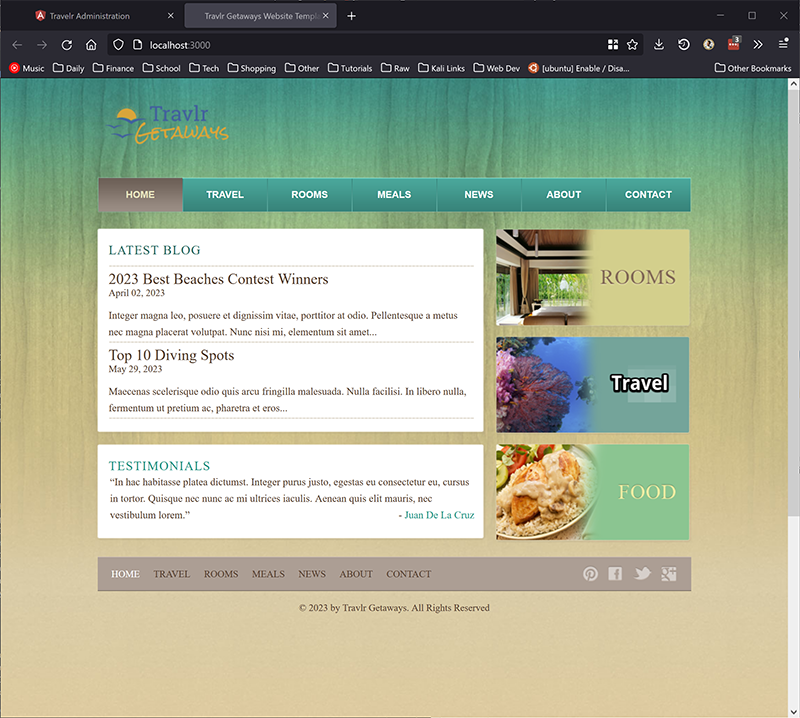 Travelr Administration
Travlr Getaways Website Templa
localhost:3000
3
Music Daily Finance School Tech Shopping Other Tutorials Raw Kali Links Web Dev [ubuntu] Enable / Disa... Other Bookmarks
Travlr
GETAWAYS
HOME TRAVEL ROOMS MEALS NEWS ABOUT CONTACT
LATEST BLOG
2023 Best Beaches Contest Winners
April 02, 2023
Integer magna leo, posuere et dignissim vitae, porttitor at odio. Pellentesque a metus
nec magna placerat volutpat. Nunc nisi mi, elementum sit amet...
Top 10 Diving Spots
May 29, 2023
Maecenas scelerisque odio quis arcu fringilla malesuada. Nulla facilisi. In libero nulla,
fermentum ut pretium ac, pharetra et eros...
ROOMS
Travel
FOOD
TESTIMONIALS
“In hac habitasse platea dictumst. Integer purus justo, egestas eu consectetur eu, cursus
in tortor. Quisque nec nunc ac mi ultrices iaculis. Aenean quis elit mauris, nec
vestibulum lorem.” - Juan De La Cruz
HOME TRAVEL ROOMS MEALS NEWS ABOUT CONTACT
© 2023 by Travlr Getaways. All Rights Reserved